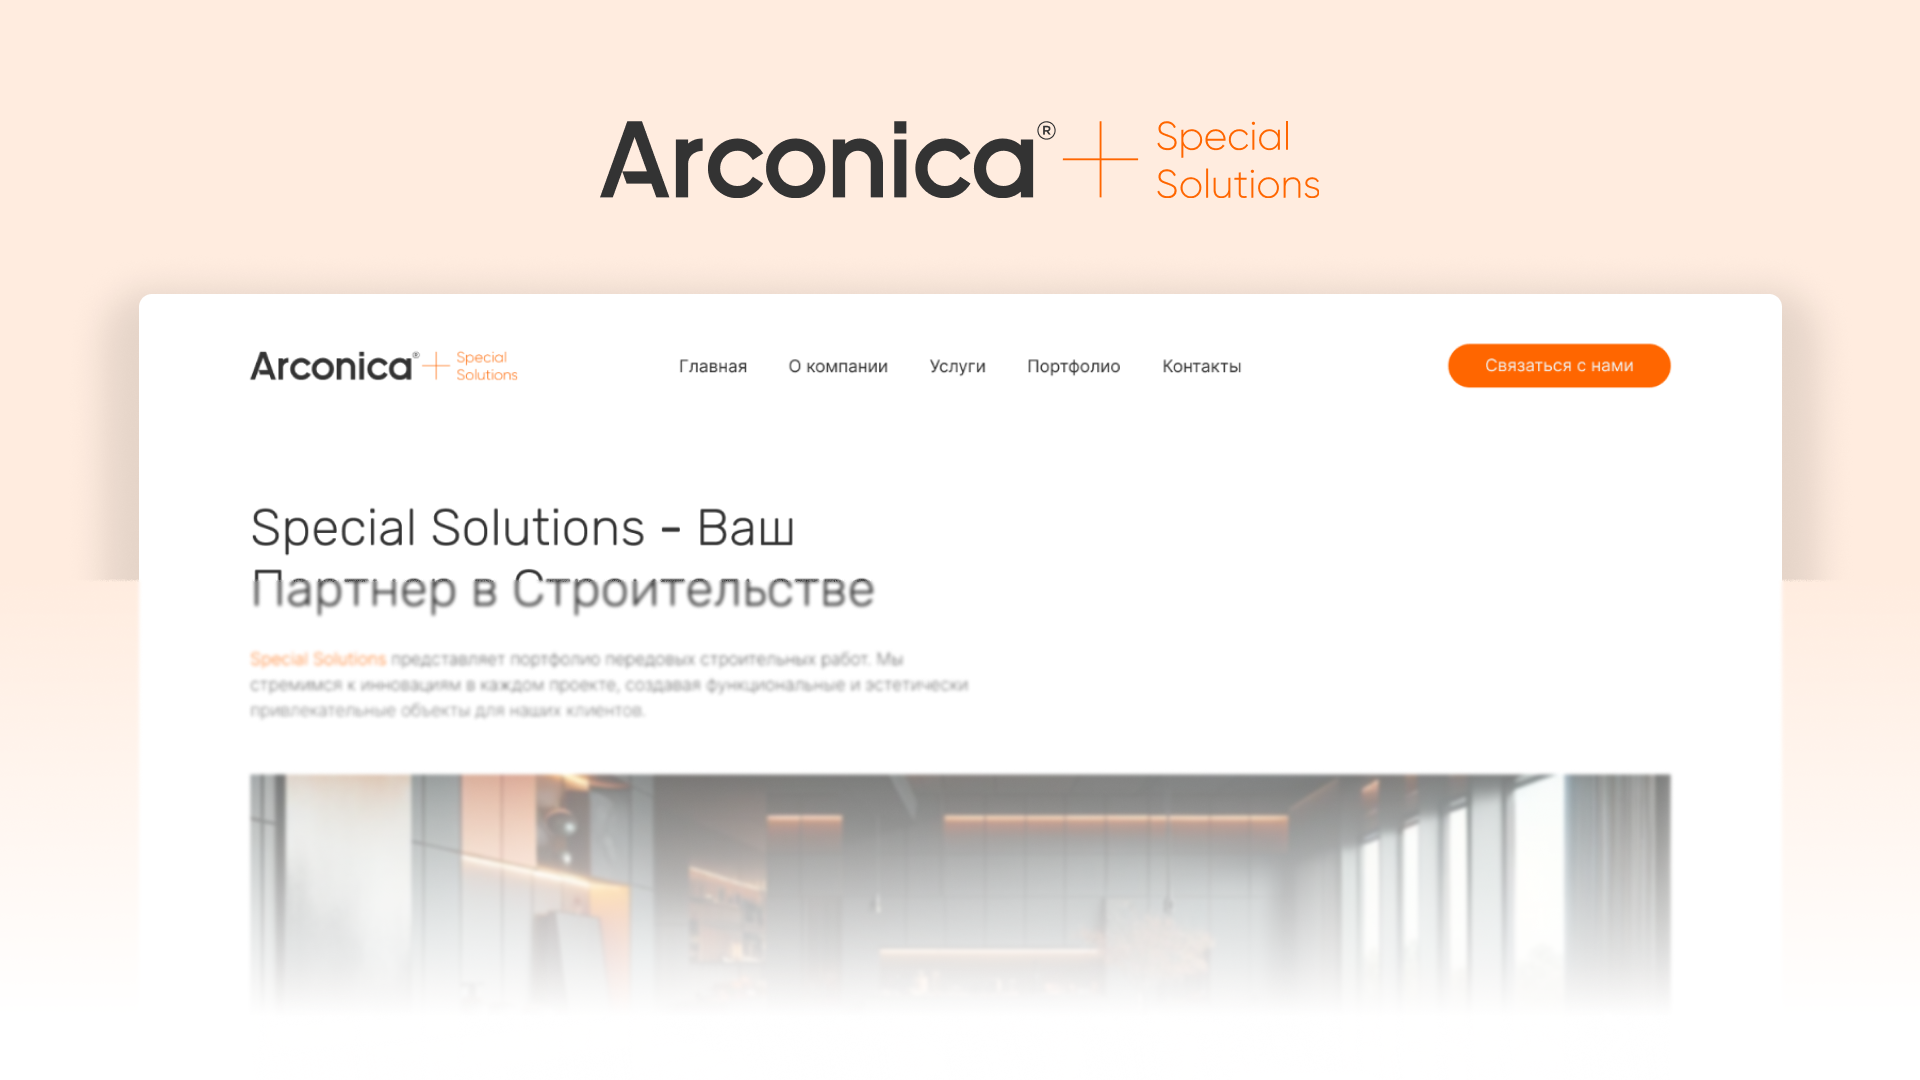 Arconica® Special
Solutions
Arconica® Special
Solutions
Главная О компании Услуги Портфолио Контакты
Связаться с нами
Special Solutions - Ваш
Партнер в Строительстве
Special Solutions представляет портфолио передовых строительных работ. Мы
стремимся к инновациям в каждом проекте, создавая функциональные и эстетически
привлекательные объекты для наших клиентов.